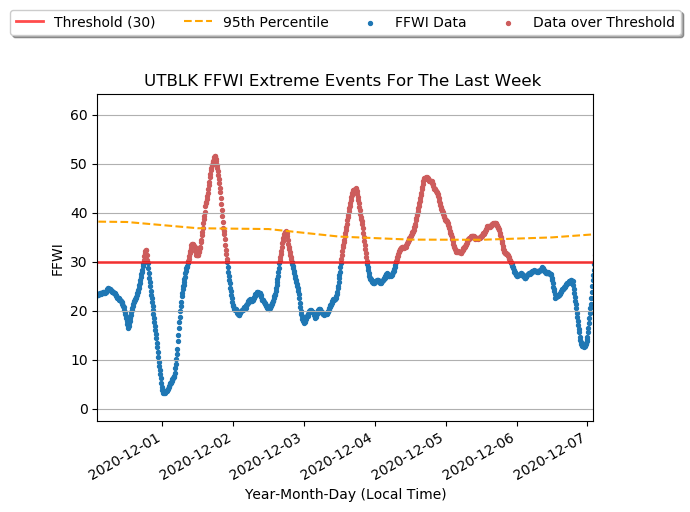 Threshold (30) 95th Percentile FFWI Data Data over Threshold
UTBLK FFWI Extreme Events For The Last Week
60
50
40
30
20
10
0
FFWI
2020-12-01 2020-12-02 2020-12-03 2020-12-04 2020-12-05 2020-12-06 2020-12-07
Year-Month-Day (Local Time)